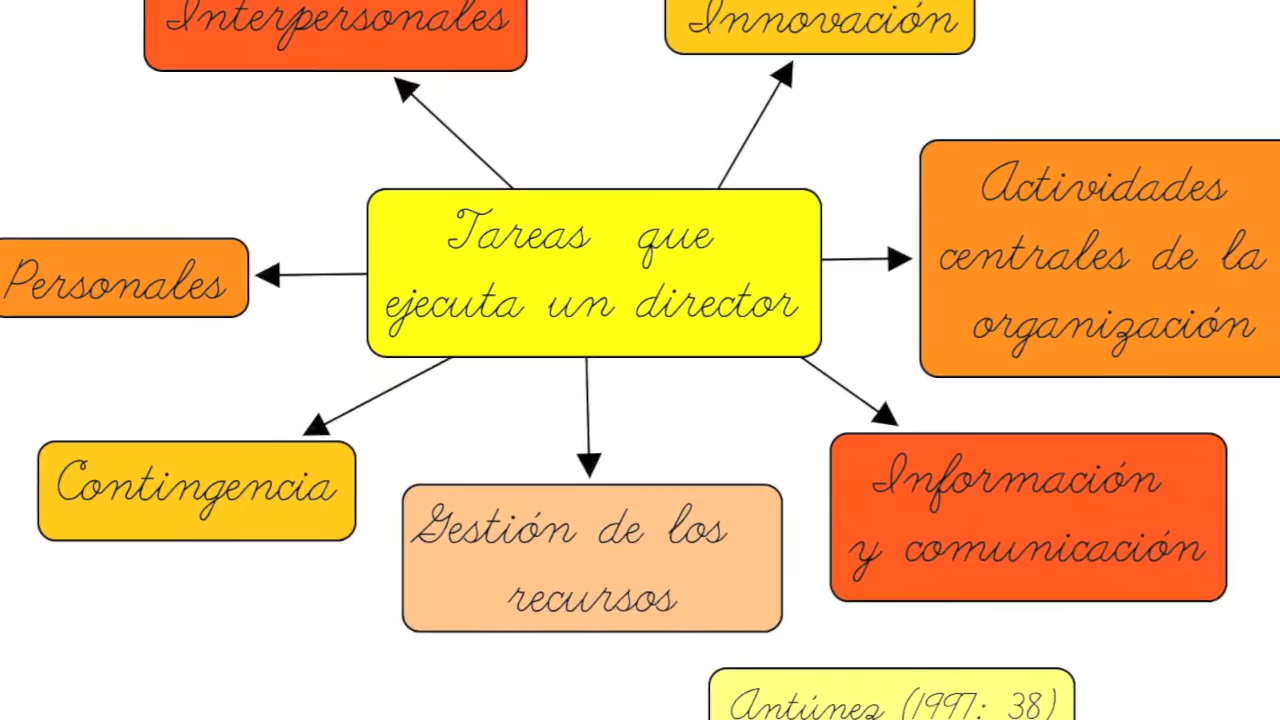 Interpersonales
Innovación
Tareas que
ejecuta un director
Actividades
centrales de la
organización
Personales
Contingencia
Gestión de los
recursos
Información
y comunicación
Antúnez (1997: 38)